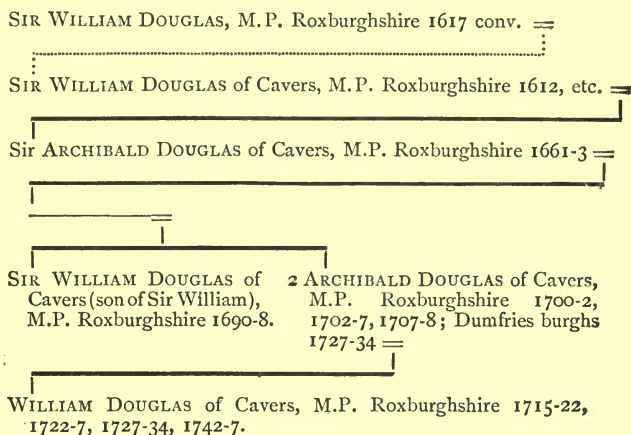 SIR WILLIAM DOUGLAS, M.P. Roxburghshire 1617 conv.
SIR WILLIAM DOUGLAS of Cavers, M.P. Roxburghshire 1612, etc.
Sir ARCHIBALD DOUGLAS of Cavers, M.P. Roxburghshire 1661-3
SIR WILLIAM DOUGLAS of
Cavers (son of Sir William),
M.P. Roxburghshire 1690-8.
2 ARCHIBALD DOUGLAS of Cavers,
M.P. Roxburghshire 1700-2,
1702-7, 1707-8; Dumfries burghs
1727-34
WILLIAM DOUGLAS of Cavers, M.P. Roxburghshire 1715-22,
1722-7, 1727-34, 1742-7.